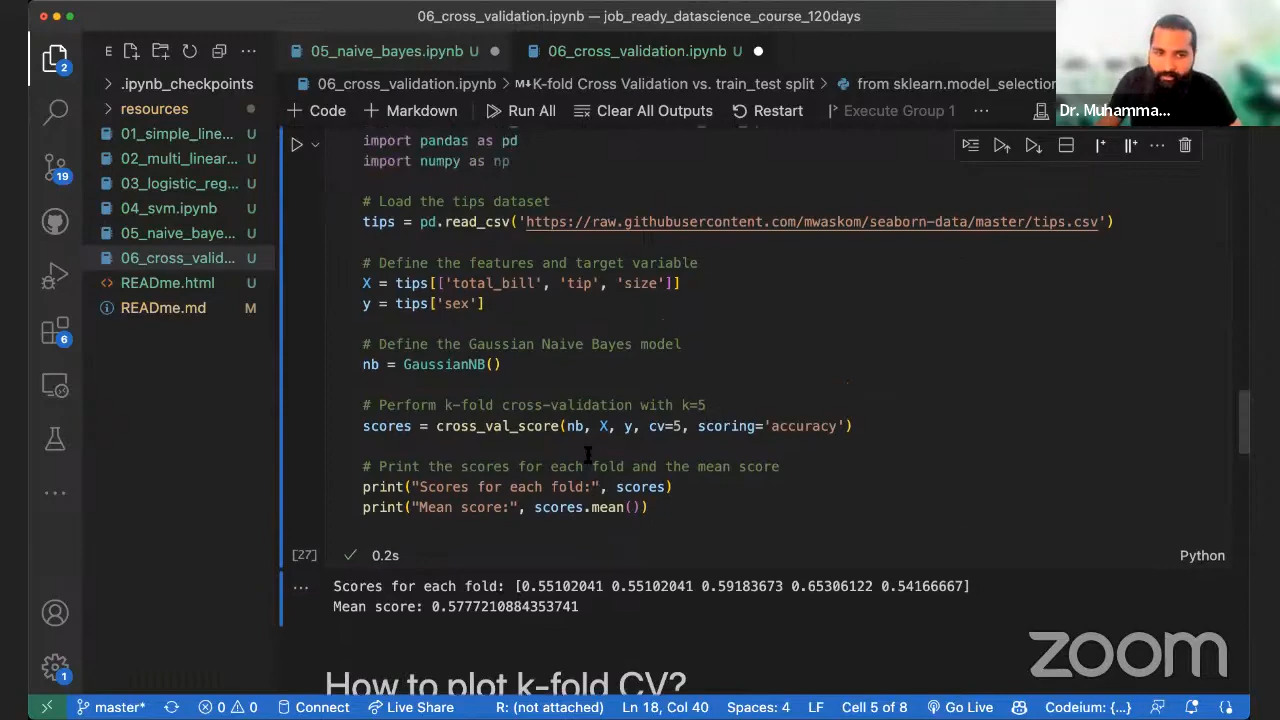 06_cross_validation.ipynb — job_ready_datascience_course_120days
E
05_naive_bayes.ipynb U
06_cross_validation.ipynb U
06_cross_validation.ipynb > K-fold Cross Validation vs. train_test split > from sklearn.model_selection
Code Markdown Run All Clear All Outputs Restart Execute Group 1 ...
Dr. Muhamma...
.ipynb_checkpoints
resources
01_simple_line... U
02_multi_linear... U
03_logistic_reg... U
04_svm.ipynb U
05_naive_baye... U
06_cross_valid... U
READme.html U
READme.md M
2
19
6
1
import pandas as pd
import numpy as np
# Load the tips dataset
tips = pd.read_csv('https://raw.githubusercontent.com/mwaskom/seaborn-data/master/tips.csv')
# Define the features and target variable
X = tips[['total_bill', 'tip', 'size']]
y = tips['sex']
# Define the Gaussian Naive Bayes model
nb = GaussianNB()
# Perform k-fold cross-validation with k=5
scores = cross_val_score(nb, X, y, cv=5, scoring='accuracy')
# Print the scores for each fold and the mean score
print("Scores for each fold:", scores)
print("Mean score:", scores.mean())
[27] 0.2s Python
... Scores for each fold: [0.55102041 0.55102041 0.59183673 0.65306122 0.54166667]
Mean score: 0.5777210884353741
How to plot k-fold CV?
zoom
master* 0 0 Connect Live Share R: (not attached) Ln 18, Col 40 Spaces: 4 LF Cell 5 of 8 Go Live Codeium: {...}